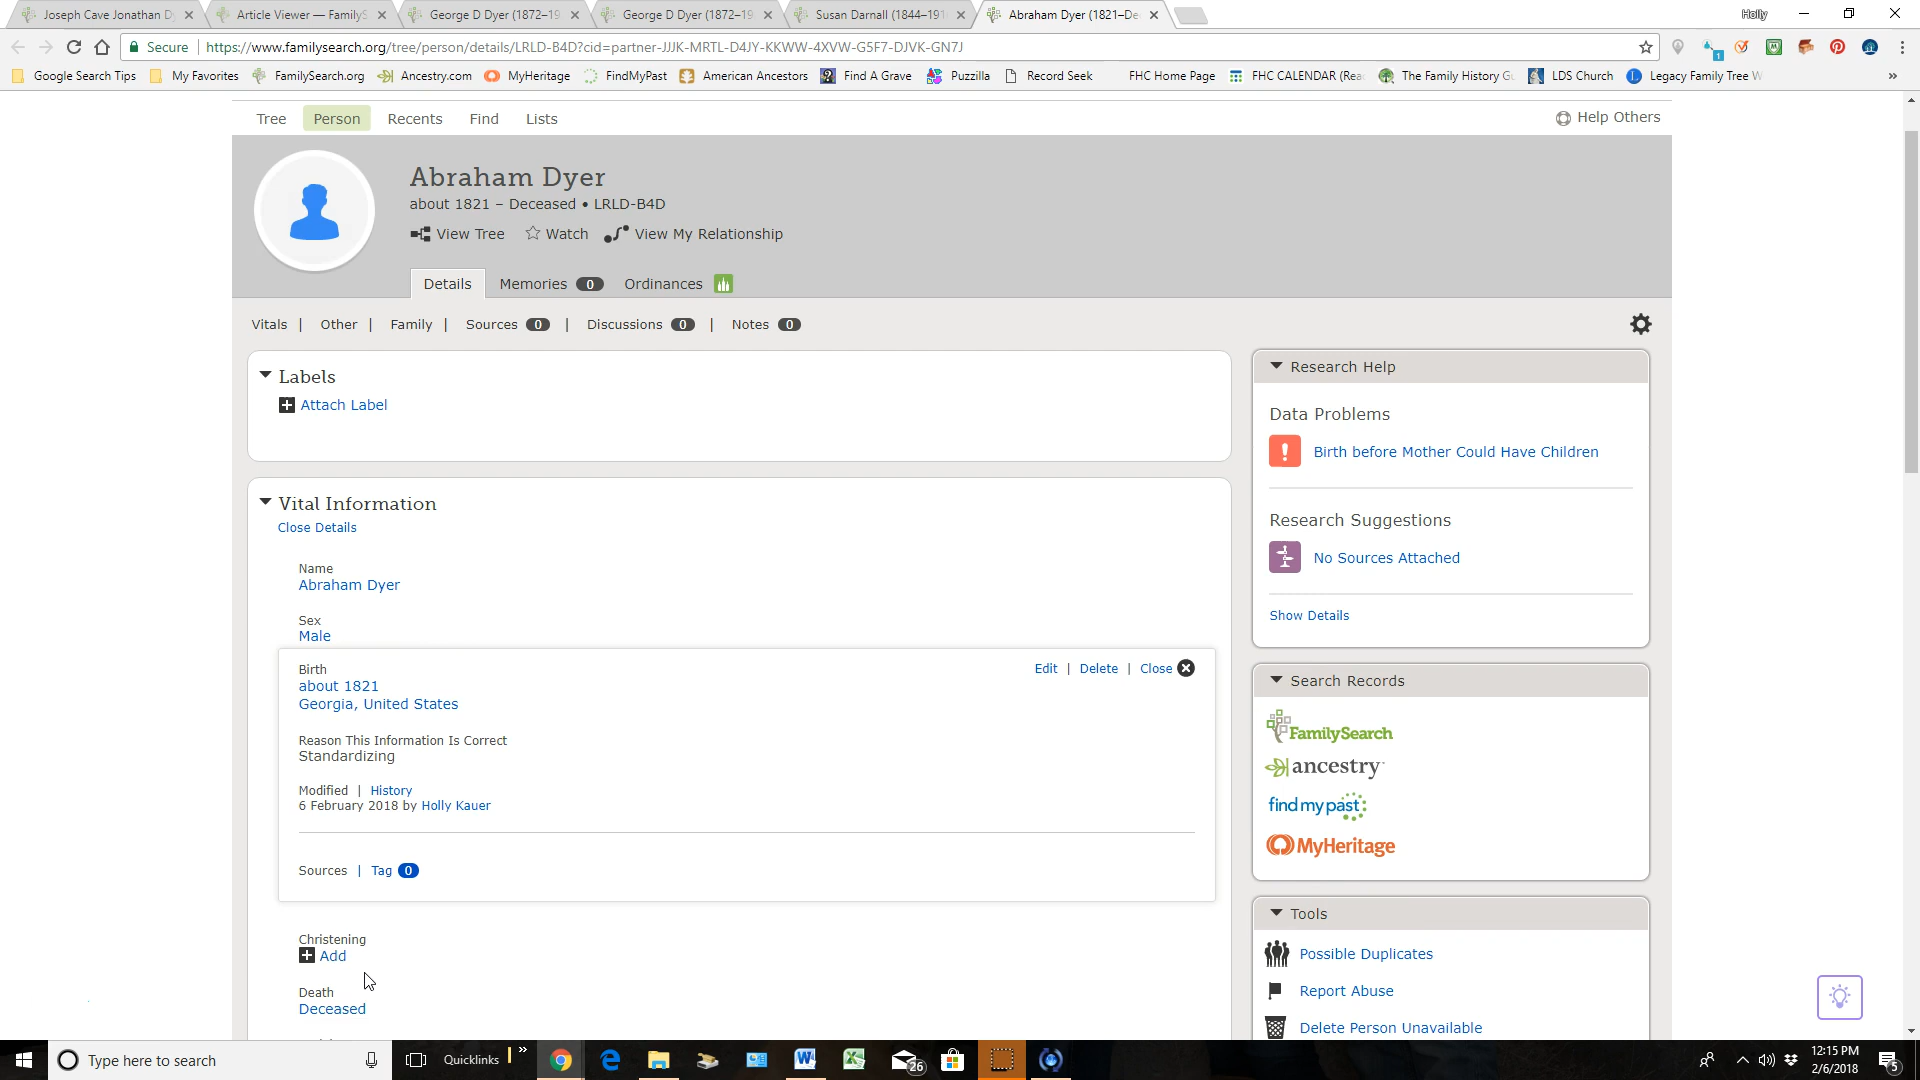 Joseph Cave Jonathan D
Article Viewer — FamilyS
George D Dyer (1872–19
George D Dyer (1872–19
Susan Darnall (1844–191
Abraham Dyer (1821–De
Holly
Secure
https://www.familysearch.org/tree/person/details/LRLD-B4D?cid=partner-JJJK-MRTL-D4JY-KKWW-4XVW-G5F7-DJVK-GN7J
1
Google Search Tips
My Favorites
FamilySearch.org
Ancestry.com
MyHeritage
FindMyPast
American Ancestors
Find A Grave
Puzzilla
Record Seek
FHC Home Page
FHC CALENDAR (Rea
The Family History Gu
LDS Church
Legacy Family Tree W
»
Tree
Person
Recents
Find
Lists
Help Others
Abraham Dyer
about 1821 – Deceased • LRLD-B4D
View Tree
Watch
View My Relationship
Details
Memories 0
Ordinances
Vitals |
Other |
Family |
Sources 0 |
Discussions 0 |
Notes 0
Labels
Attach Label
Vital Information
Close Details
Name
Abraham Dyer
Sex
Male
Birth
about 1821
Georgia, United States
Edit | Delete | Close
Reason This Information Is Correct
Standardizing
Modified | History
6 February 2018 by Holly Kauer
Sources | Tag 0
Christening
Add
Death
Deceased
Research Help
Data Problems
Birth before Mother Could Have Children
Research Suggestions
No Sources Attached
Show Details
Search Records
FamilySearch
ancestry
findmypast
MyHeritage
Tools
Possible Duplicates
Report Abuse
Delete Person Unavailable
Type here to search
Quicklinks
»
26
12:15 PM
2/6/2018
5